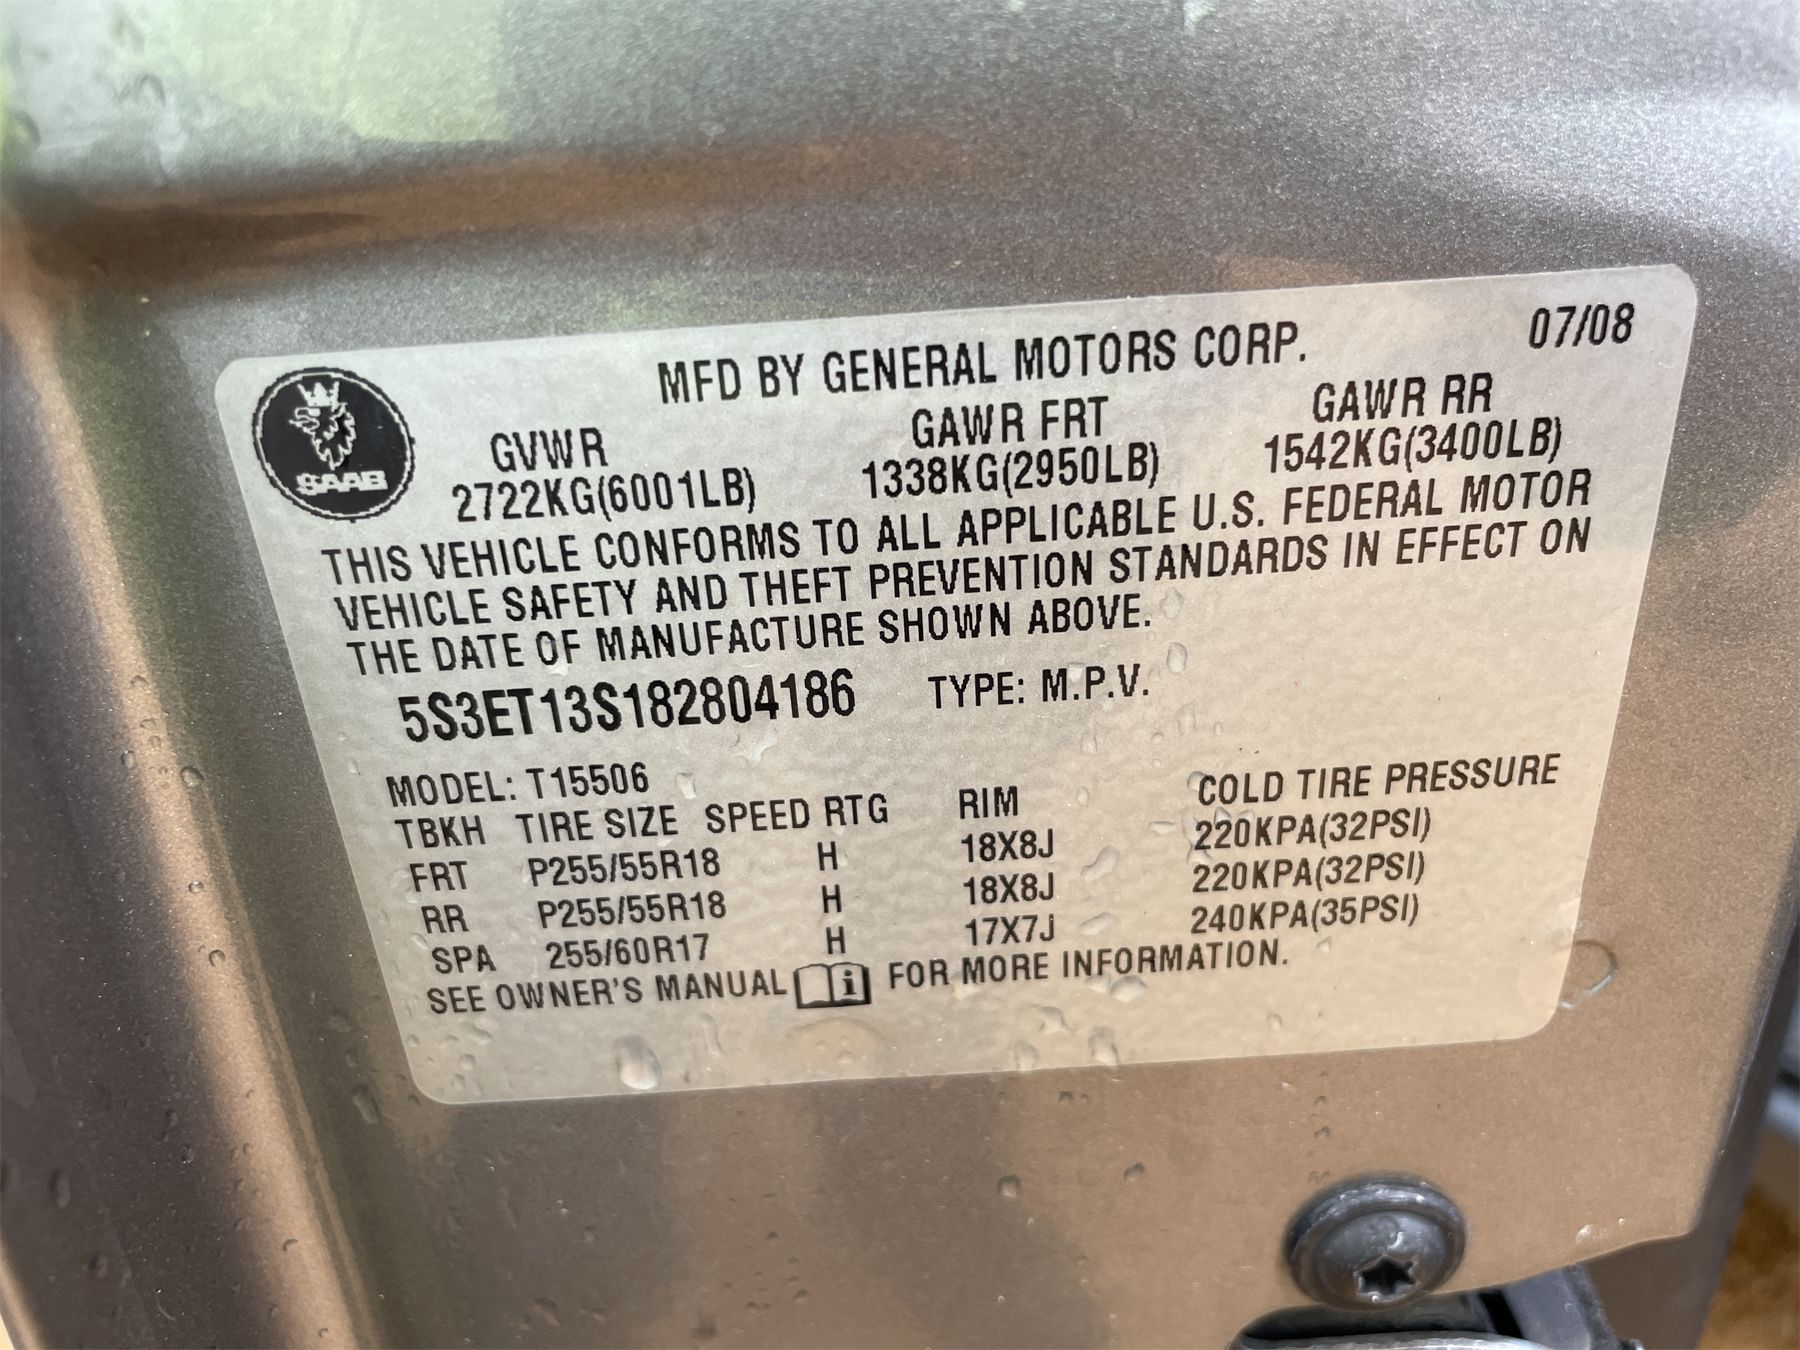 MFD BY GENERAL MOTORS CORP. 07/08
SAAB
GVWR GAWR FRT GAWR RR
2722KG(6001LB) 1338KG(2950LB) 1542KG(3400LB)
THIS VEHICLE CONFORMS TO ALL APPLICABLE U.S. FEDERAL MOTOR
VEHICLE SAFETY AND THEFT PREVENTION STANDARDS IN EFFECT ON
THE DATE OF MANUFACTURE SHOWN ABOVE.
5S3ET13S182804186 TYPE: M.P.V.
MODEL: T15506
TBKH TIRE SIZE SPEED RTG RIM COLD TIRE PRESSURE
FRT P255/55R18 H 18X8J 220KPA(32PSI)
RR P255/55R18 H 18X8J 220KPA(32PSI)
SPA 255/60R17 H 17X7J 240KPA(35PSI)
SEE OWNER'S MANUAL i FOR MORE INFORMATION.